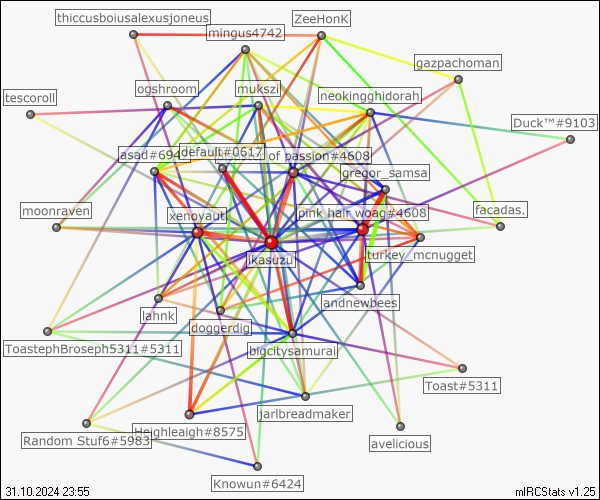 thiccusboiusalexusjoneus
ZeeHonK
mingus4742
gazpachoman
ogshroom
mukszi
neokingghidorah
tescoroll
Duck™#9103
asad#694
default#0617
of passion#4608
gregor_samsa
moonraven
xenoyaut
pink hair woag#4608
facadas.
jkasuzu
turkey_mcnugget
lahnk
doggerdig
andnewbees
ToastephBroseph5311#5311
bigcitysamurai
Toast#5311
Random Stuf6#5983
Haighleigh#8575
jarlbreadmaker
avelicious
Knowun#6424
31.10.2024 23:55
mIRCStats v1.25